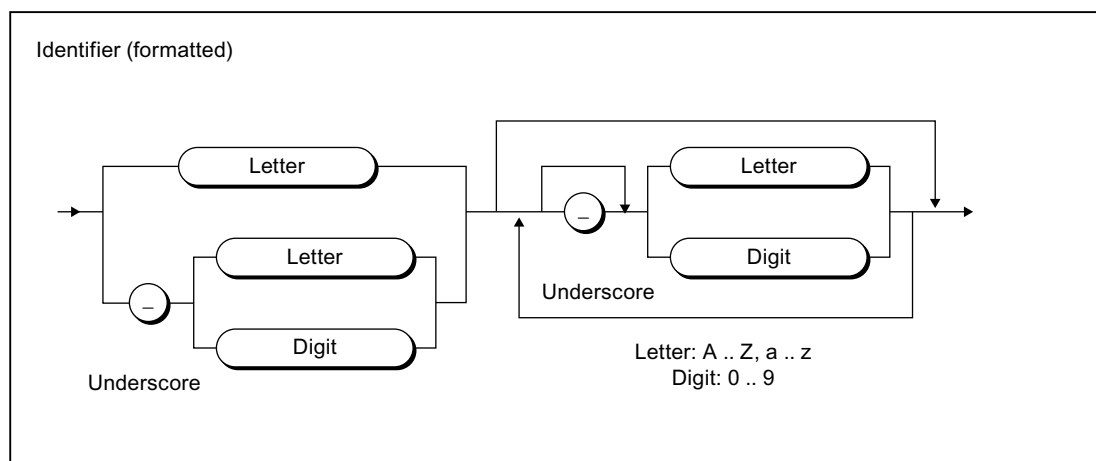 Identifier (formatted)
Letter
Letter
_
Digit
Underscore
Letter
_
Digit
Underscore
Letter: A .. Z, a .. z
Digit: 0 .. 9